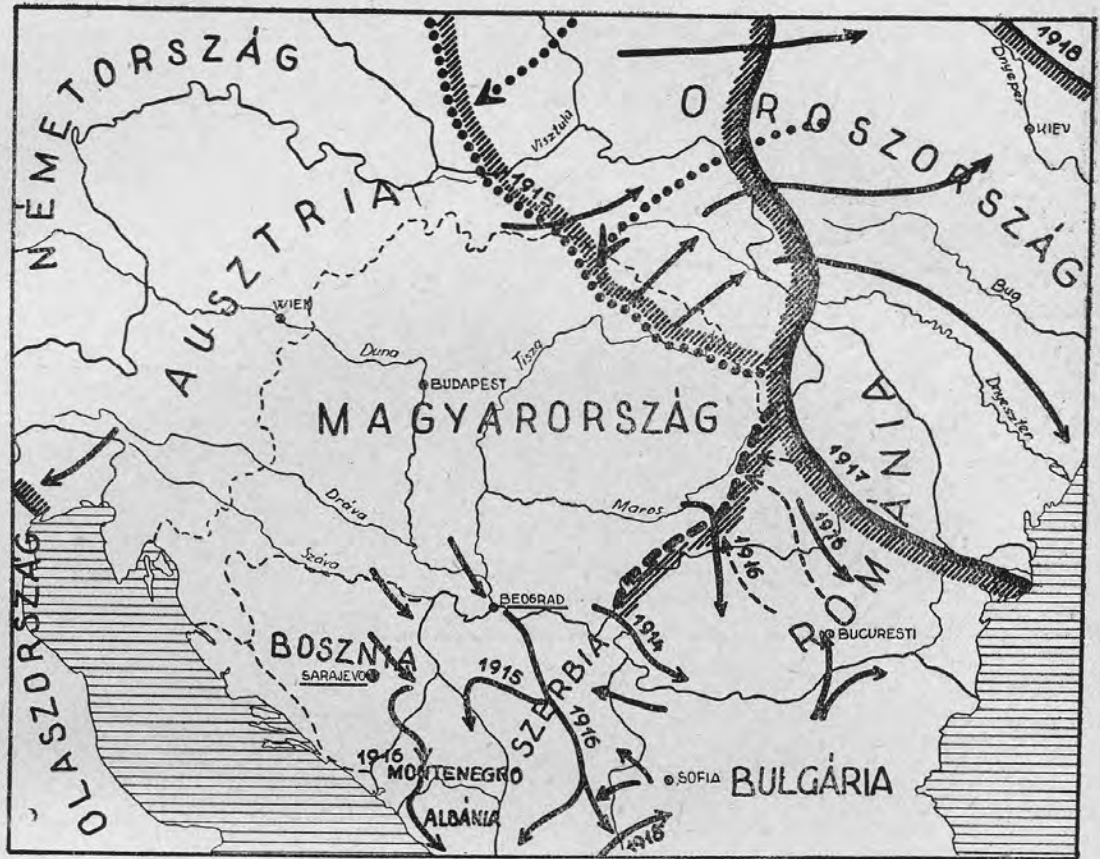 NÉMETORSZÁG
OROSZORSZÁG
1918
Dnyeper
KIEV
Visztula
1915
AUSZTRIA
Bug
WIEN
Duna
Tisza
BUDAPEST
Dnyeszter
MAGYARORSZÁG
ROMÁNIA
1917
Dráva
Maros
1916
1916
Száva
BEOGRAD
OLASZORSZÁG
BOSZNIA
SARAJEVO
1915
SZERBIA
1914
BUCURESTI
1916
1916
MONTENEGRO
SOFIA
BULGÁRIA
ALBÁNIA
1916